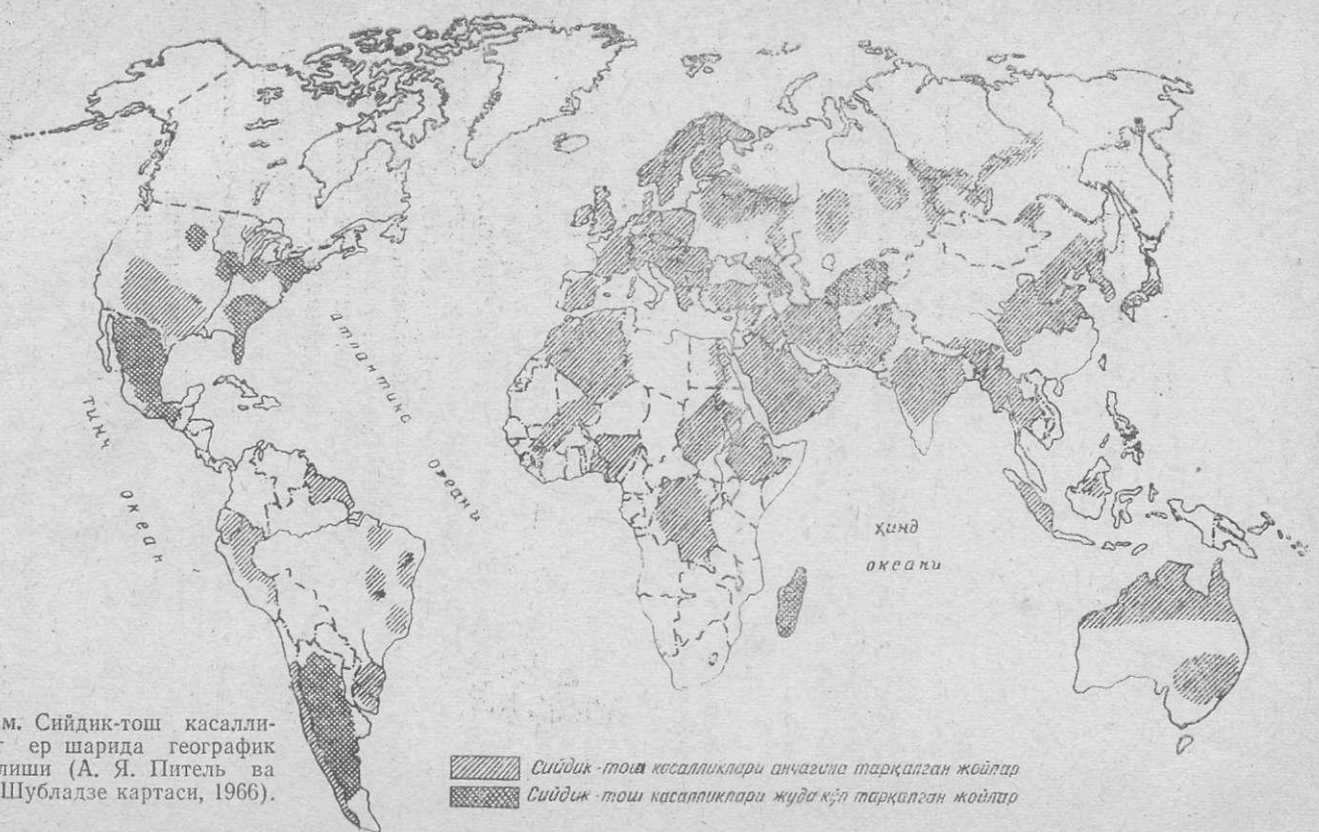 атлантика
океани
тинч
океан
ҳинд
океани
м. Сийдик-тош касалли-
г ер шарида географик
лиши (А. Я. Питель ва
Шубладзе картаси, 1966).
Сийдик-тош касалликлари анчагина тарқалган жойлар
Сийдик-тош касалликлари жуда кўп тарқалган жойлар